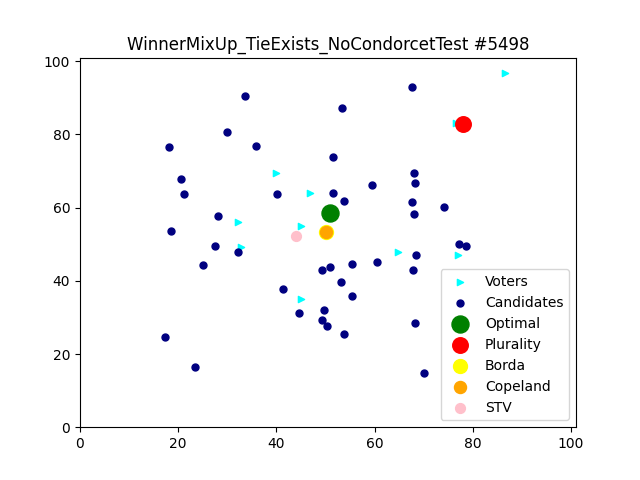 WinnerMixUp_TieExists_NoCondorcetTest #5498
100
80
60
40
20
0
0 20 40 60 80 100
Voters
Candidates
Optimal
Plurality
Borda
Copeland
STV